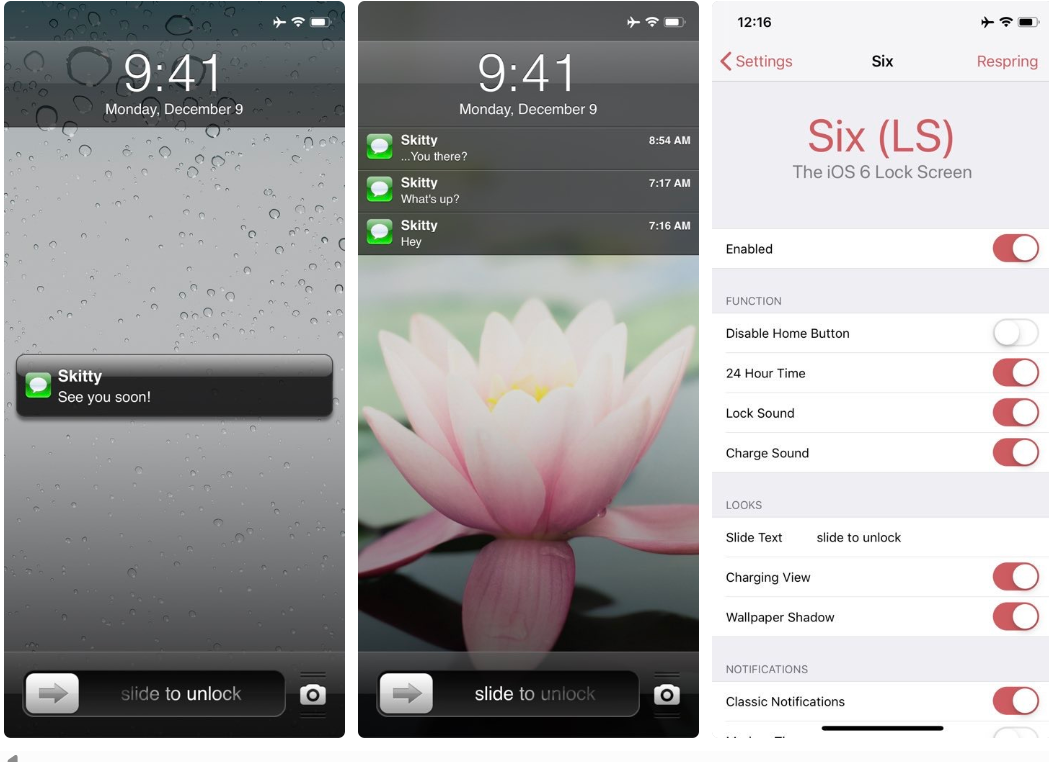 9:41
Monday, December 9
Skitty
See you soon!
slide to unlock
9:41
Monday, December 9
Skitty 8:54 AM
...You there?
Skitty 7:17 AM
What's up?
Skitty 7:16 AM
Hey
slide to unlock
12:16
Settings Six Respring
Six (LS)
The iOS 6 Lock Screen
Enabled
FUNCTION
Disable Home Button
24 Hour Time
Lock Sound
Charge Sound
LOOKS
Slide Text slide to unlock
Charging View
Wallpaper Shadow
NOTIFICATIONS
Classic Notifications